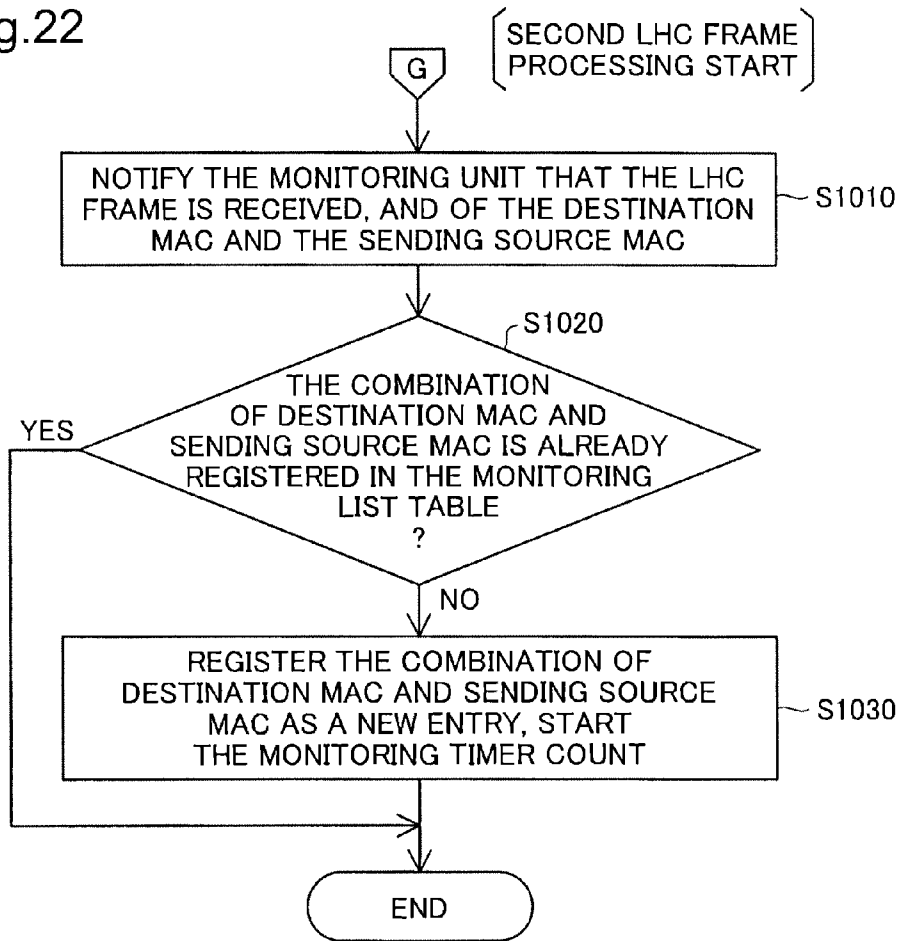 g.22
G
SECOND LHC FRAME
PROCESSING START
NOTIFY THE MONITORING UNIT THAT THE LHC
FRAME IS RECEIVED, AND OF THE DESTINATION
MAC AND THE SENDING SOURCE MAC
S1010
S1020
THE COMBINATION
OF DESTINATION MAC AND
SENDING SOURCE MAC IS ALREADY
REGISTERED IN THE MONITORING
LIST TABLE
?
YES
NO
REGISTER THE COMBINATION OF
DESTINATION MAC AND SENDING SOURCE
MAC AS A NEW ENTRY, START
THE MONITORING TIMER COUNT
S1030
END